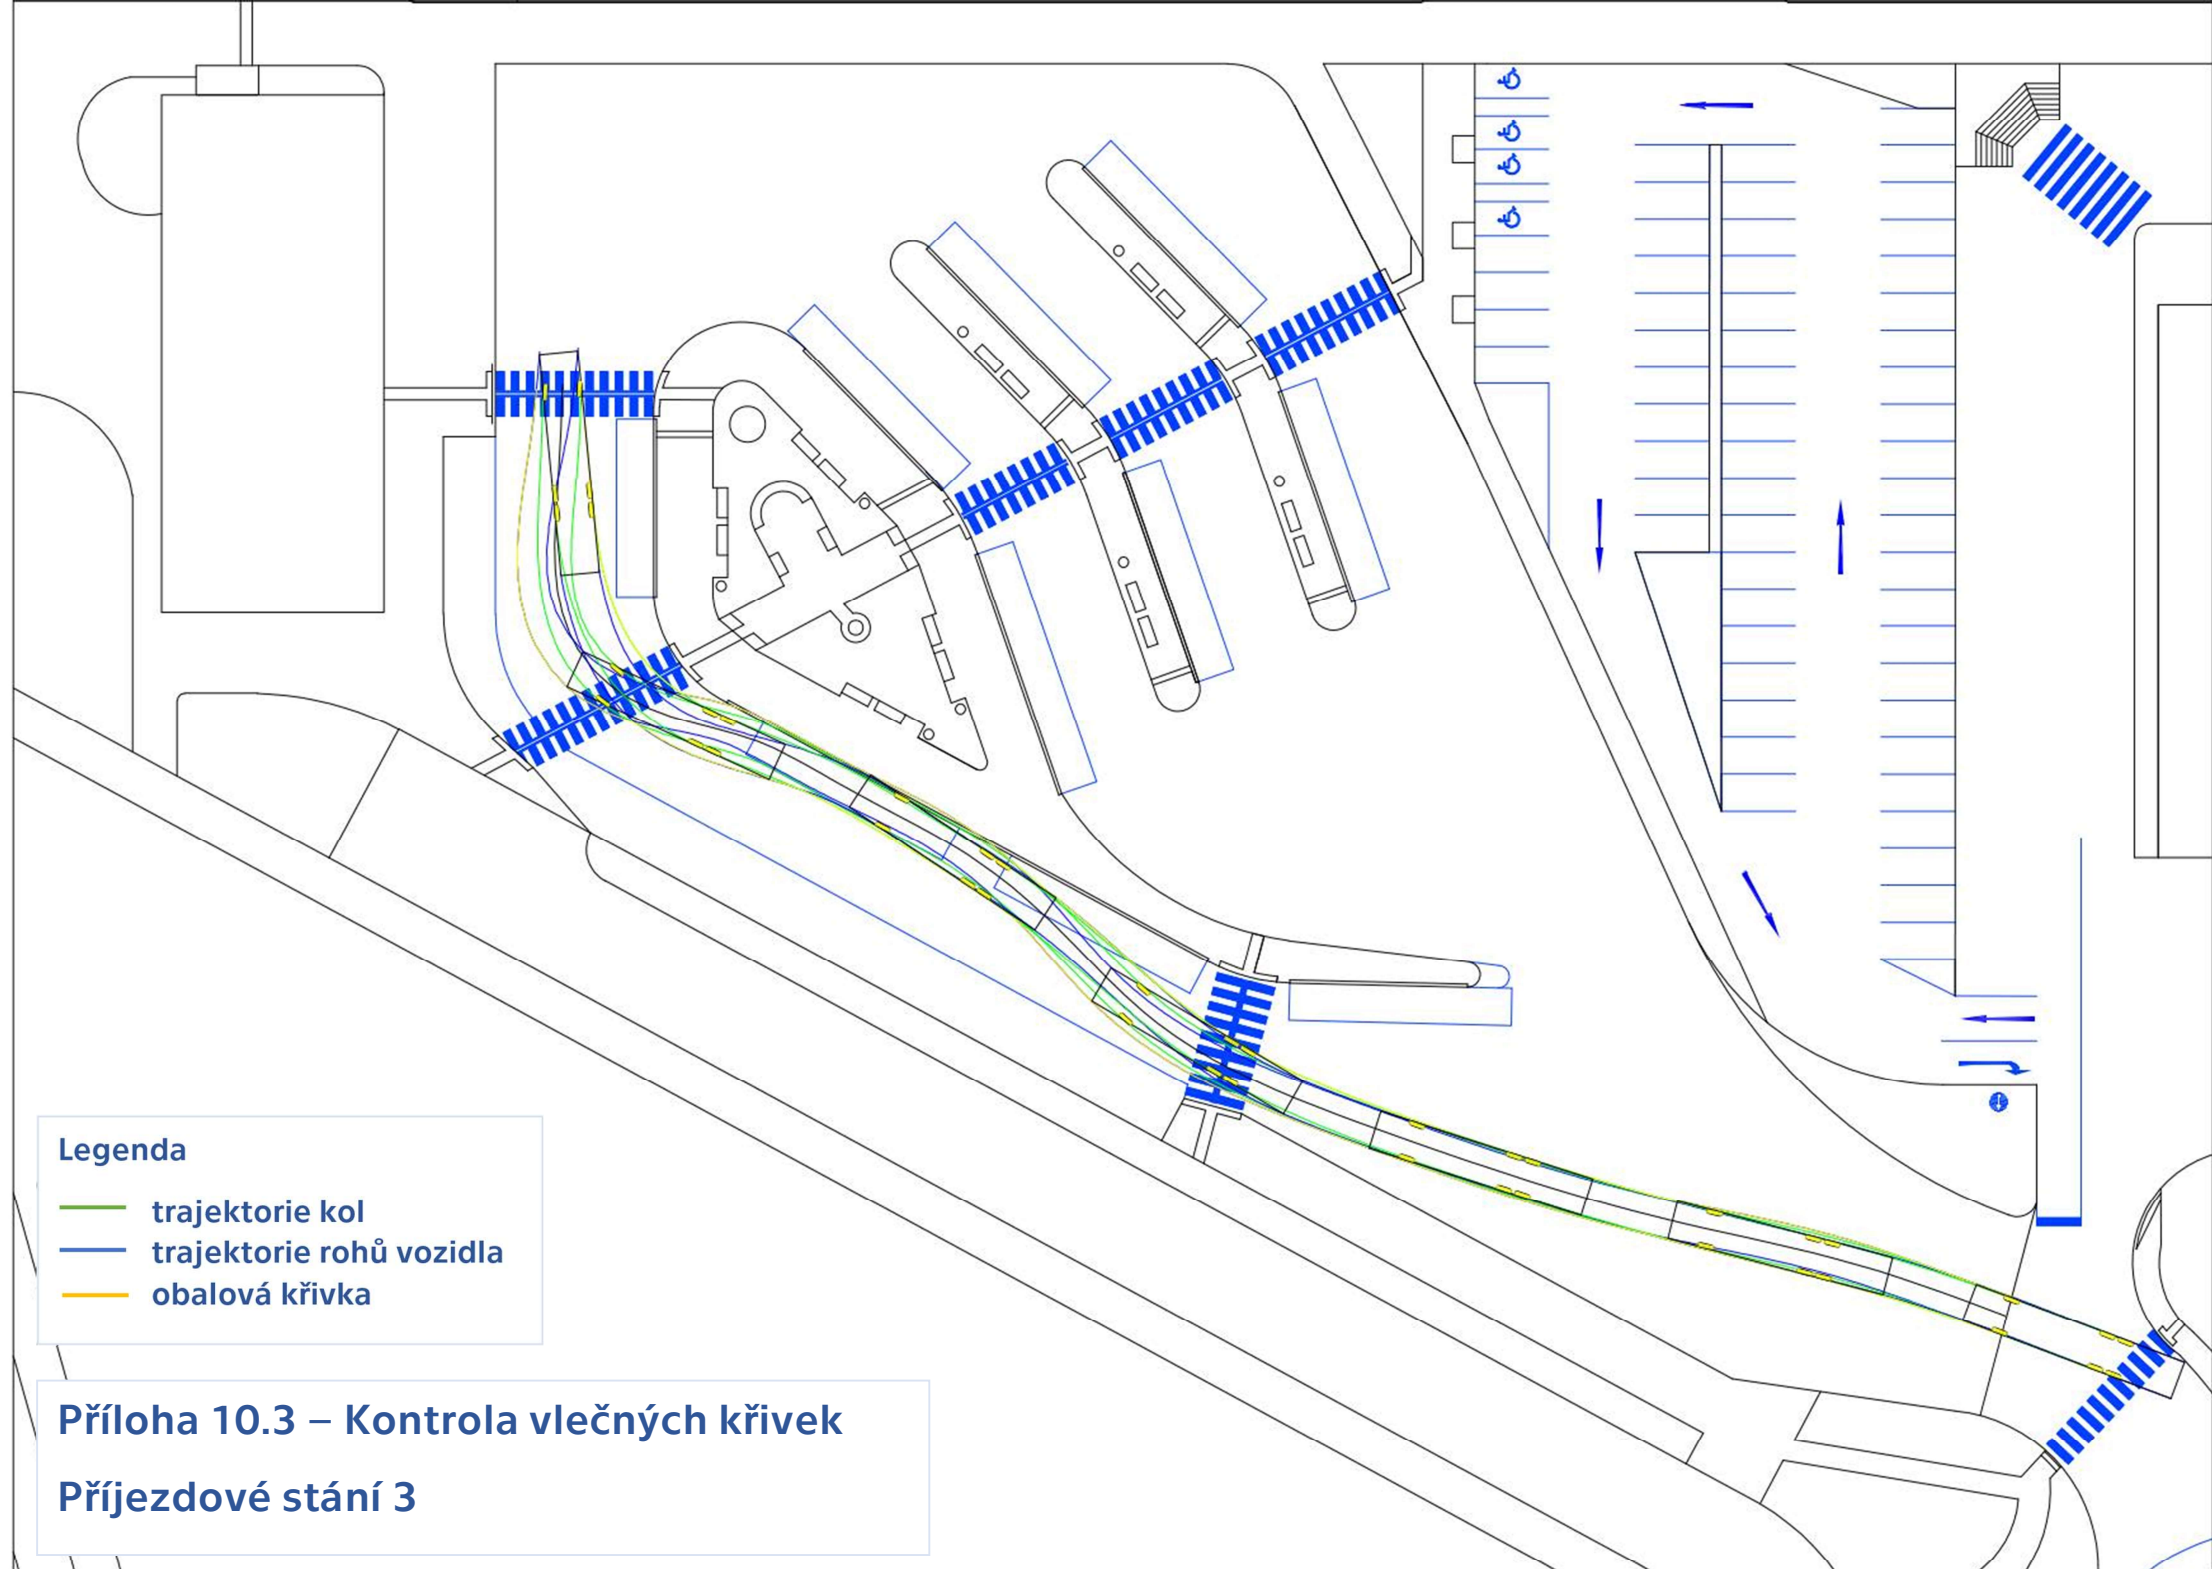 Legenda
trajektorie kol
trajektorie rohů vozidla
obalová křivka
Příloha 10.3 – Kontrola vlečných křivek
Příjezdové stání 3